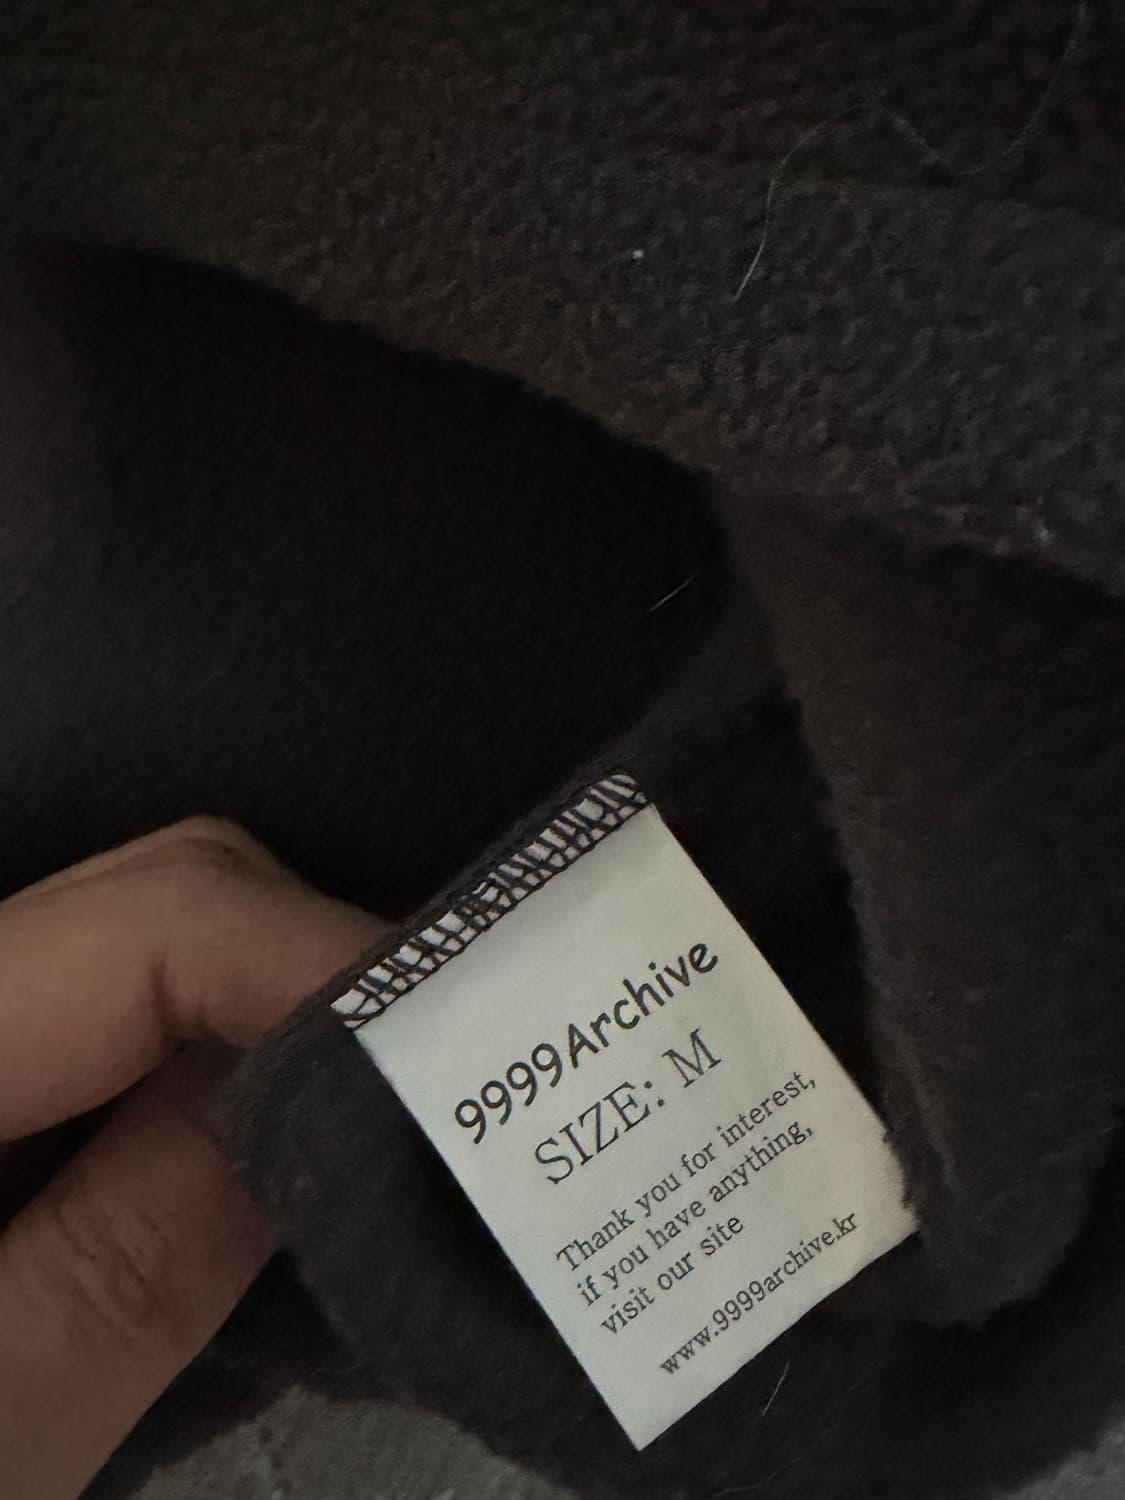 9999Archive
SIZE: M
Thank you for interest,
if you have anything,
visit our site
www.9999archive.kr